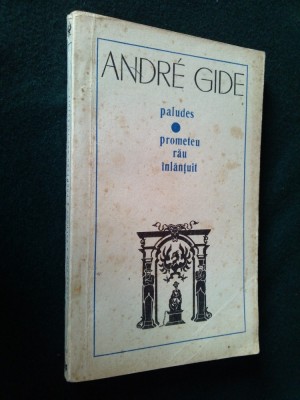 ANDRÉ GIDE
paludes
prometeu
rău
înlănţuit